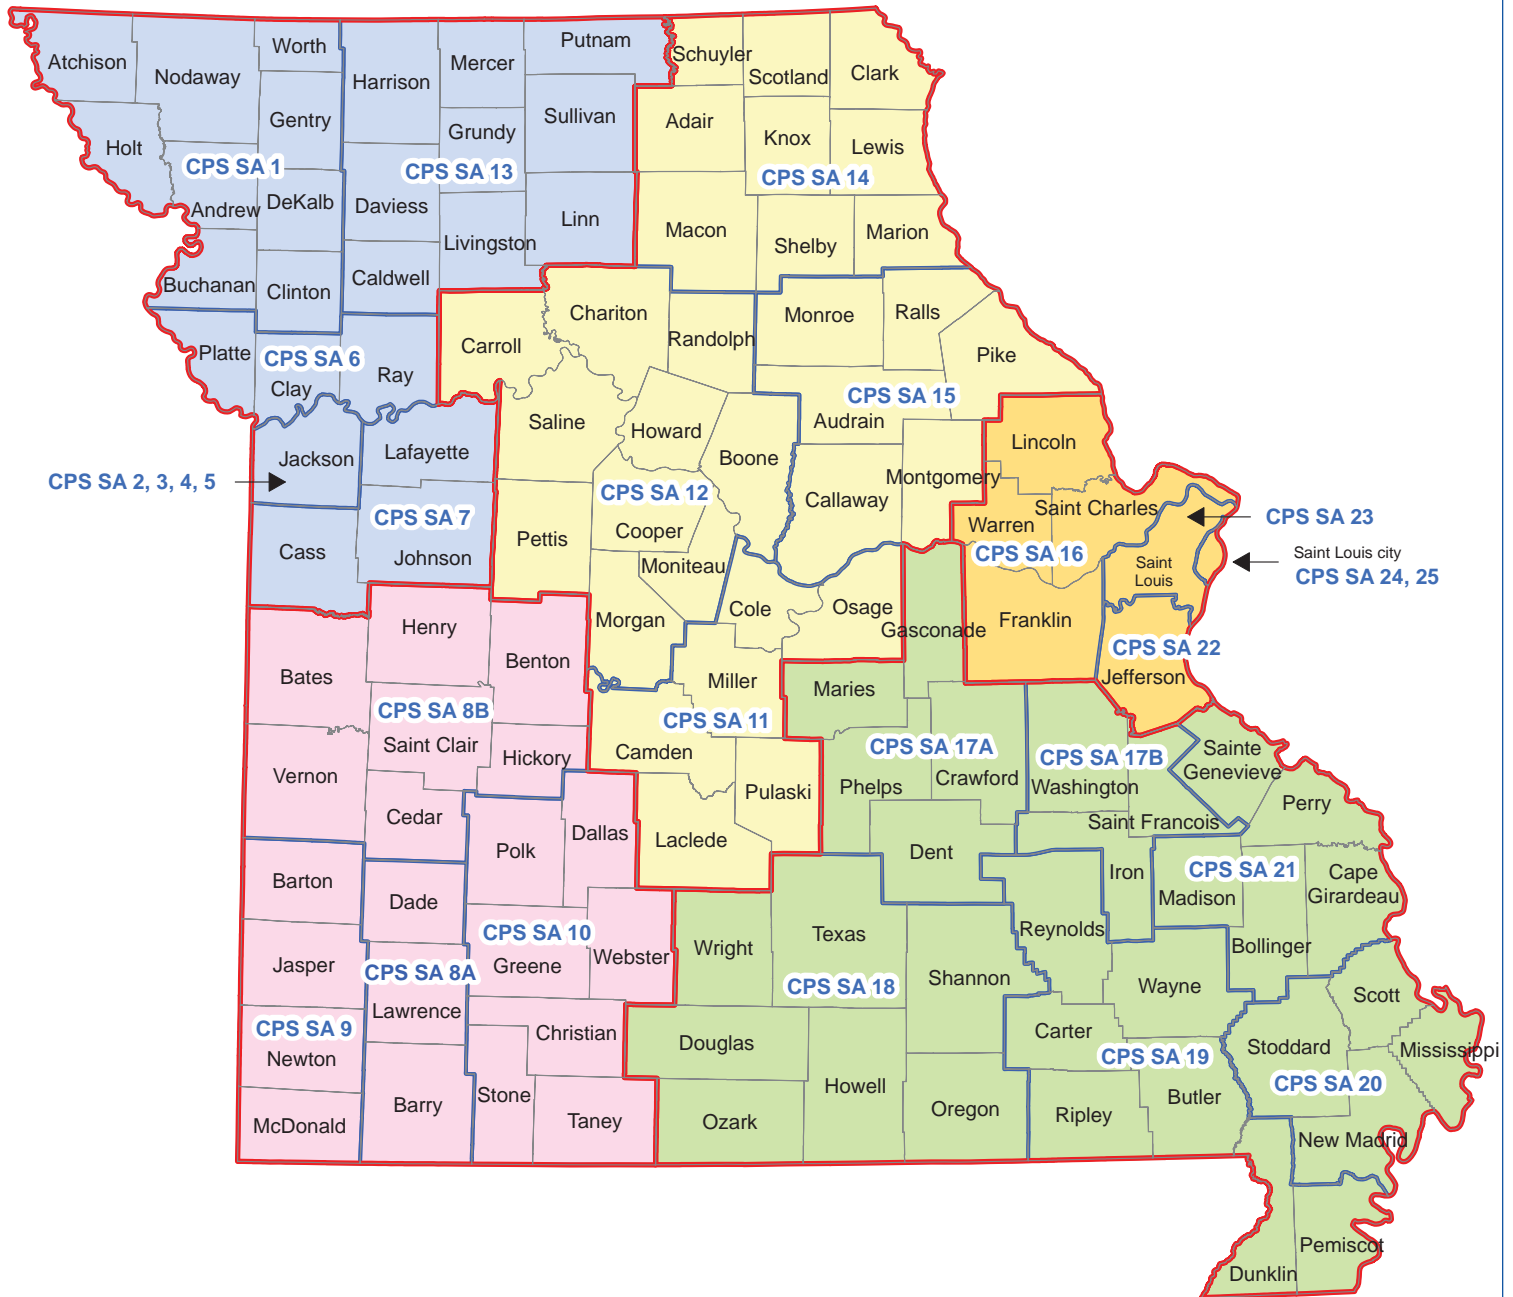 Atchison
Nodaway
Worth
Harrison
Mercer
Putnam
Schuyler
Scotland
Clark
Gentry
Grundy
Sullivan
Adair
Knox
Lewis
Holt
CPS SA 1
CPS SA 13
CPS SA 14
Andrew
DeKalb
Daviess
Livingston
Linn
Macon
Shelby
Marion
Buchanan
Clinton
Caldwell
Chariton
Randolph
Monroe
Ralls
Platte
CPS SA 6
Clay
Ray
Carroll
Pike
CPS SA 15
Audrain
Saline
Howard
Boone
Lincoln
Jackson
Lafayette
CPS SA 2, 3, 4, 5
CPS SA 12
Callaway
Montgomery
Saint Charles
CPS SA 23
CPS SA 7
Cass
Johnson
Pettis
Cooper
Moniteau
Warren
CPS SA 16
Saint
Louis
Saint Louis city
CPS SA 24, 25
Henry
Morgan
Cole
Osage
Gasconade
Franklin
CPS SA 22
Jefferson
Bates
Benton
Miller
Maries
CPS SA 8B
CPS SA 11
Saint Clair
Hickory
Camden
CPS SA 17A
CPS SA 17B
Sainte
Genevieve
Vernon
Pulaski
Phelps
Crawford
Washington
Perry
Cedar
Polk
Dallas
Laclede
Dent
Saint Francois
Barton
Dade
Iron
CPS SA 21
Madison
Cape
Girardeau
CPS SA 10
Wright
Texas
Reynolds
Bollinger
Jasper
CPS SA 8A
Greene
Webster
CPS SA 18
Shannon
Wayne
Scott
Lawrence
CPS SA 9
Newton
Christian
Douglas
Carter
CPS SA 19
Stoddard
Mississippi
CPS SA 20
McDonald
Barry
Stone
Taney
Ozark
Howell
Oregon
Ripley
Butler
New Madrid
Pemiscot
Dunklin